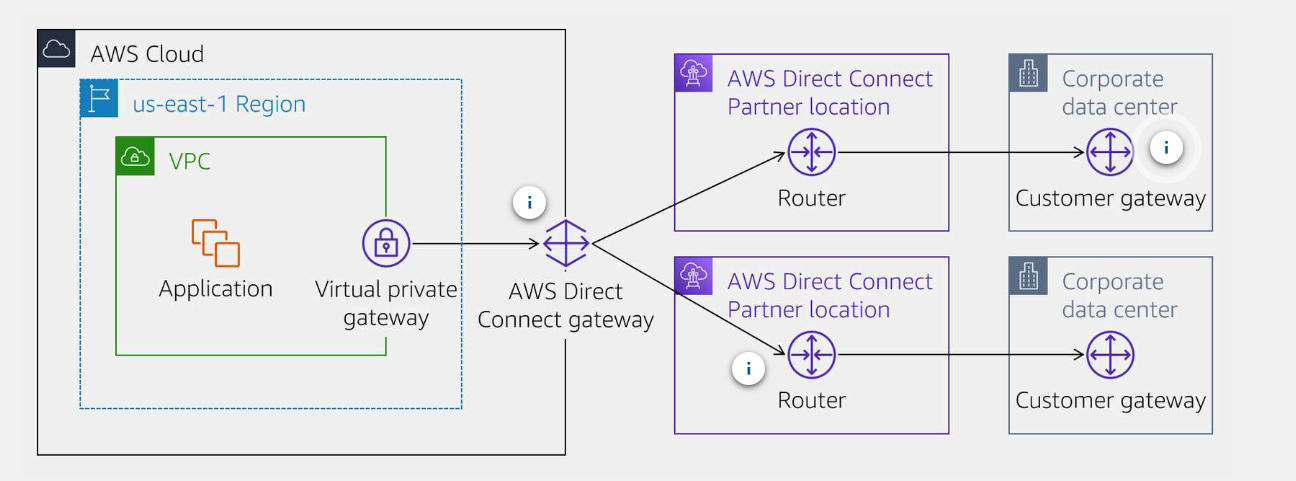 AWS Cloud
us-east-1 Region
VPC
Application
Virtual private
gateway
i
AWS Direct
Connect gateway
AWS Direct Connect
Partner location
Router
Corporate
data center
i
Customer gateway
AWS Direct Connect
Partner location
i
Router
Corporate
data center
Customer gateway